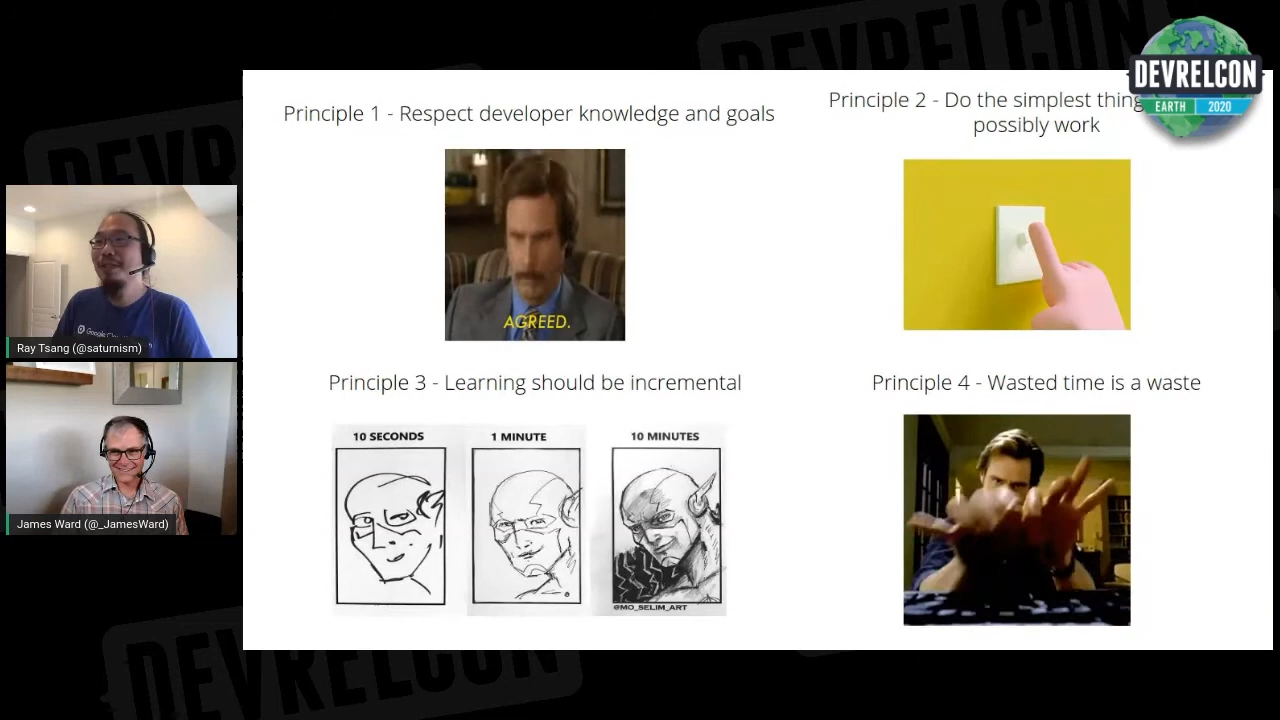 DEVRELCON
EARTH 2020
Principle 1 - Respect developer knowledge and goals
Principle 2 - Do the simplest thing
possibly work
AGREED.
Ray Tsang (@saturnism)
Principle 3 - Learning should be incremental
Principle 4 - Wasted time is a waste
10 SECONDS
1 MINUTE
10 MINUTES
@MO_SELIM_ART
James Ward (@_JamesWard)
DEVRELCON